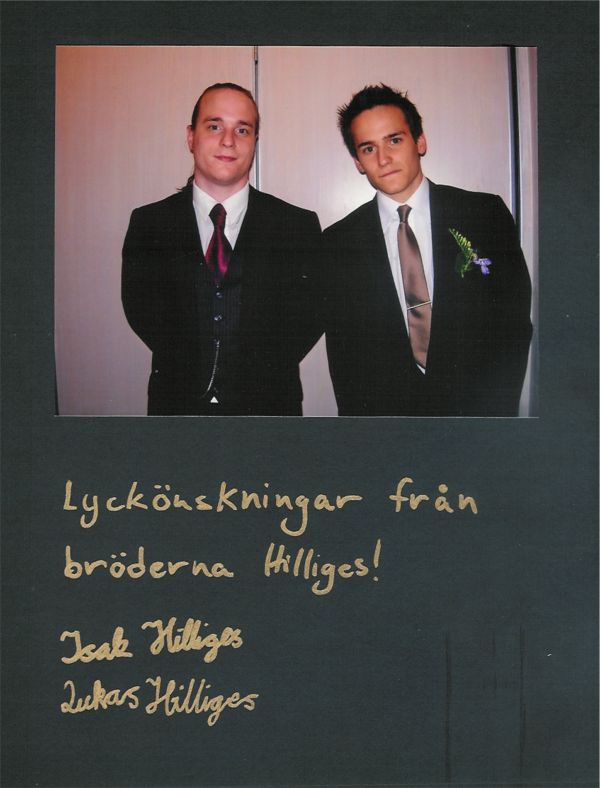 Lyckönskningar från
bröderna Hilliges!
Isak Hilliges
Lukas Hilliges